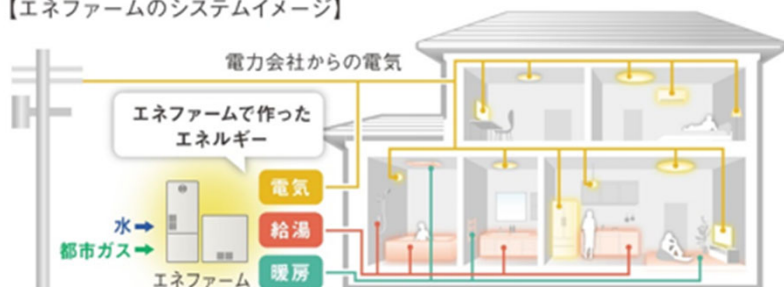 【エネファームのシステムイメージ】
電力会社からの電気
エネファームで作った
エネルギー
電気
水
給湯
都市ガス
暖房
エネファーム